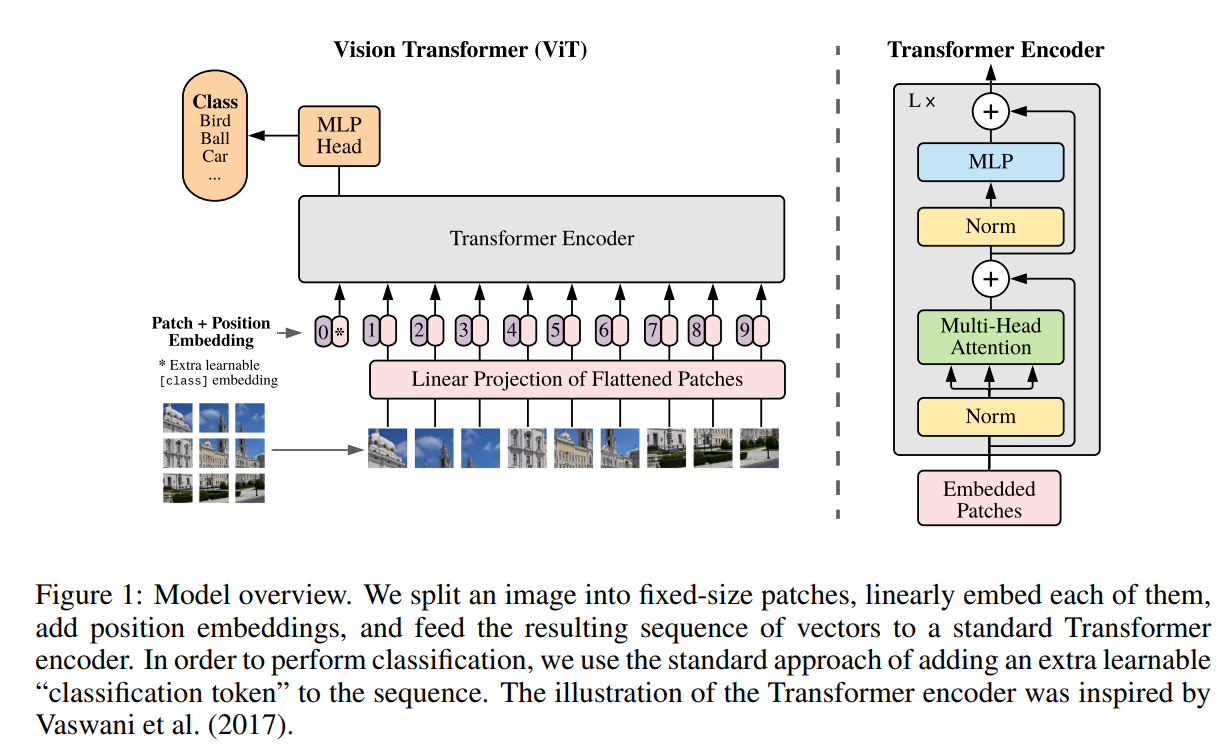 Vision Transformer (ViT)
Class
Bird
Ball
Car
...
MLP
Head
Transformer Encoder
Patch + Position
Embedding
0 * 1 2 3 4 5 6 7 8 9
* Extra learnable
[class] embedding
Linear Projection of Flattened Patches
Transformer Encoder
L x
+
MLP
Norm
+
Multi-Head
Attention
Norm
Embedded
Patches
Figure 1: Model overview. We split an image into fixed-size patches, linearly embed each of them,
add position embeddings, and feed the resulting sequence of vectors to a standard Transformer
encoder. In order to perform classification, we use the standard approach of adding an extra learnable
“classification token” to the sequence. The illustration of the Transformer encoder was inspired by
Vaswani et al. (2017).